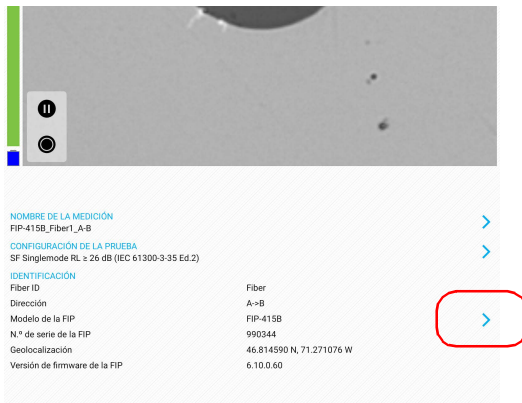 NOMBRE DE LA MEDICIÓN
FIP-415B_Fiber1_A-B
CONFIGURACIÓN DE LA PRUEBA
SF Singlemode RL ≥ 26 dB (IEC 61300-3-35 Ed.2)
IDENTIFICACIÓN
Fiber ID Fiber
Dirección A->B
Modelo de la FIP FIP-415B
N.º de serie de la FIP 990344
Geolocalización 46.814590 N, 71.271076 W
Versión de firmware de la FIP 6.10.0.60